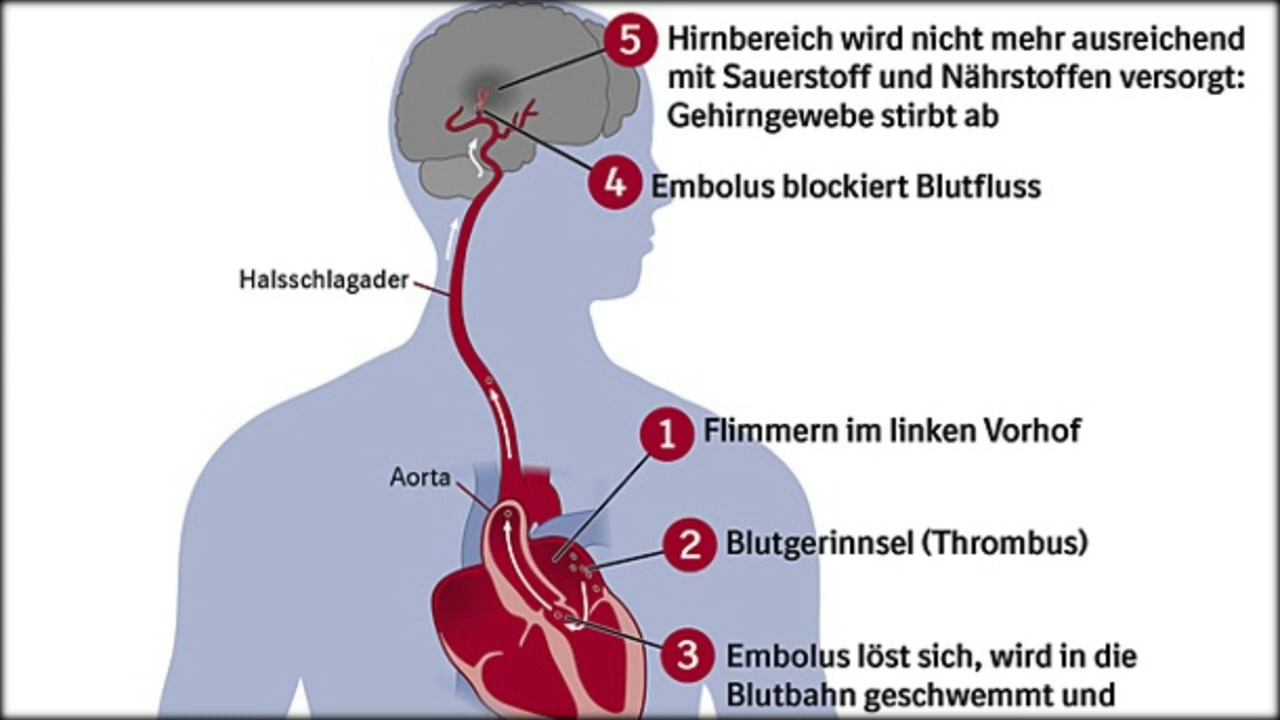 5 Hirnbereich wird nicht mehr ausreichend
mit Sauerstoff und Nährstoffen versorgt:
Gehirngewebe stirbt ab
4 Embolus blockiert Blutfluss
Halsschlagader
1 Flimmern im linken Vorhof
Aorta
2 Blutgerinnsel (Thrombus)
3 Embolus löst sich, wird in die
Blutbahn geschwemmt und